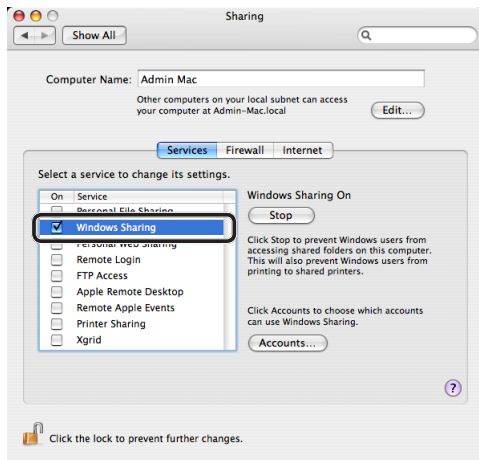 Sharing
Show All
Computer Name: Admin Mac
Other computers on your local subnet can access
your computer at Admin-Mac.local
Edit...
Services Firewall Internet
Select a service to change its settings.
On Service
Personal File Sharing
Windows Sharing
Personal Web Sharing
Remote Login
FTP Access
Apple Remote Desktop
Remote Apple Events
Printer Sharing
Xgrid
Windows Sharing On
Stop
Click Stop to prevent Windows users from
accessing shared folders on this computer.
This will also prevent Windows users from
printing to shared printers.
Click Accounts to choose which accounts
can use Windows Sharing.
Accounts...
?
Click the lock to prevent further changes.